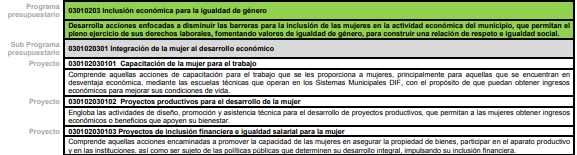 Programa presupuestario
03010203 Inclusión económica para la igualdad de género
Desarrolla acciones enfocadas a disminuir las barreras para la inclusión de las mujeres en la actividad económica del municipio, que permitan el
pleno ejercicio de sus derechos laborales, fomentando valores de igualdad de género, para construir una relación de respeto e igualdad social.
Sub Programa presupuestario
0301020301 Integración de la mujer al desarrollo económico
Proyecto
030102030101 Capacitación de la mujer para el trabajo
Comprende aquellas acciones de capacitación para el trabajo que se les proporciona a mujeres, principalmente para aquellas que se encuentran en
desventaja económica, mediante las escuelas técnicas que operan en los Sistemas Municipales DIF, con el propósito de que puedan obtener ingresos
económicos para mejorar sus condiciones de vida.
Proyecto
030102030102 Proyectos productivos para el desarrollo de la mujer
Engloba las actividades de diseño, promoción y asistencia técnica para el desarrollo de proyectos productivos, que permitan a las mujeres obtener ingresos
económicos o beneficios que apoyen su bienestar.
Proyecto
030102030103 Proyectos de inclusión financiera e igualdad salarial para la mujer
Comprende aquellas acciones encaminadas a promover la capacidad de las mujeres en asegurar la propiedad de bienes, participar en el aparato productivo
y en las instituciones, así como ser sujeto de las políticas públicas que determinen su desarrollo integral, impulsando su inclusión financiera.